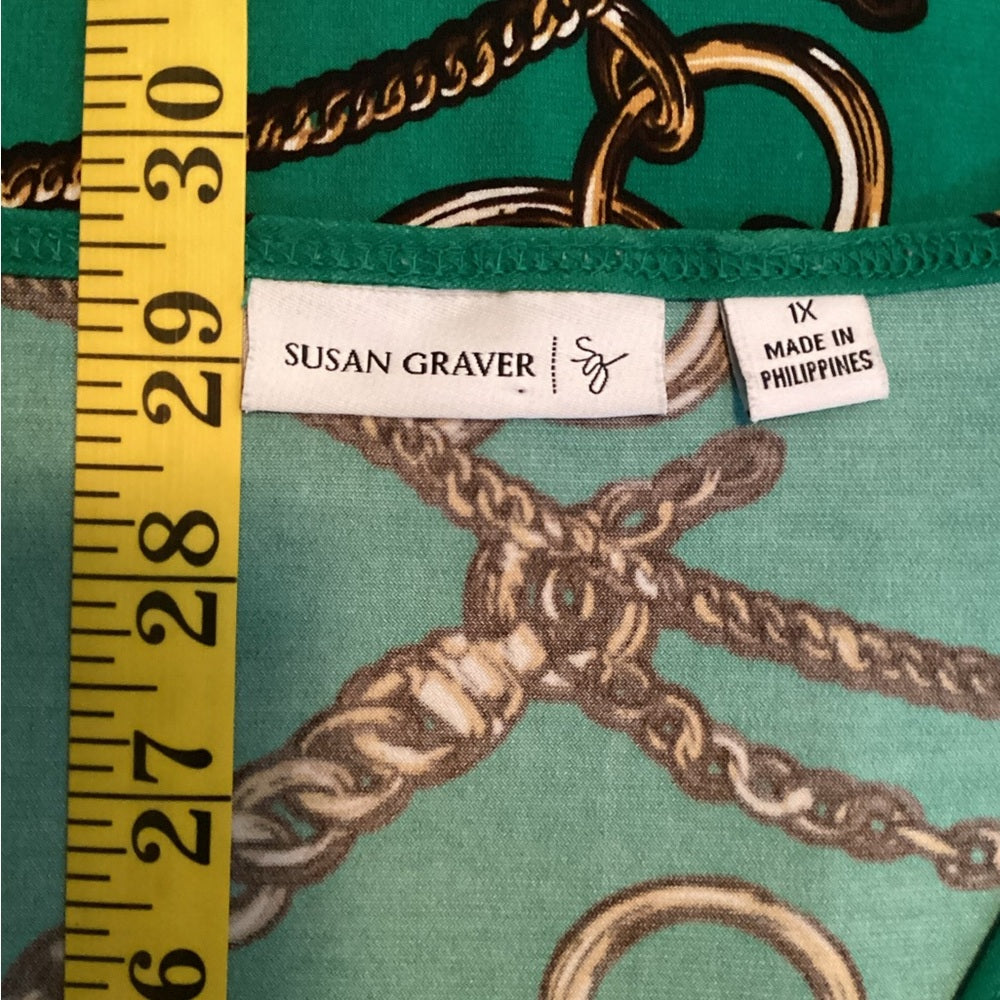 30
29
28
27
6
SUSAN GRAVER
sg
1X
MADE IN
PHILIPPINES